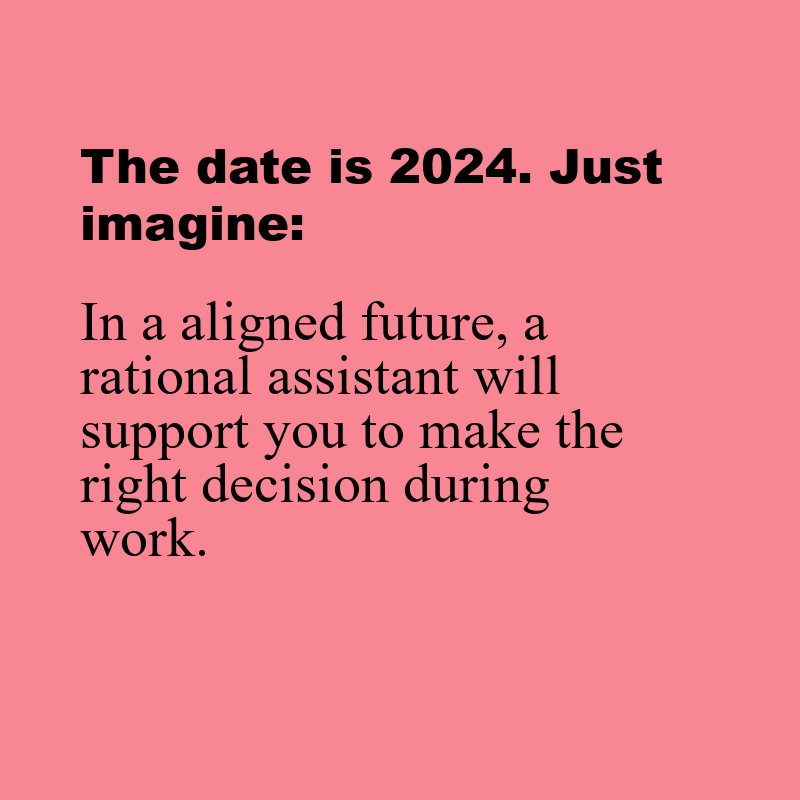 The date is 2024. Just
imagine:
In a aligned future, a
rational assistant will
support you to make the
right decision during
work.